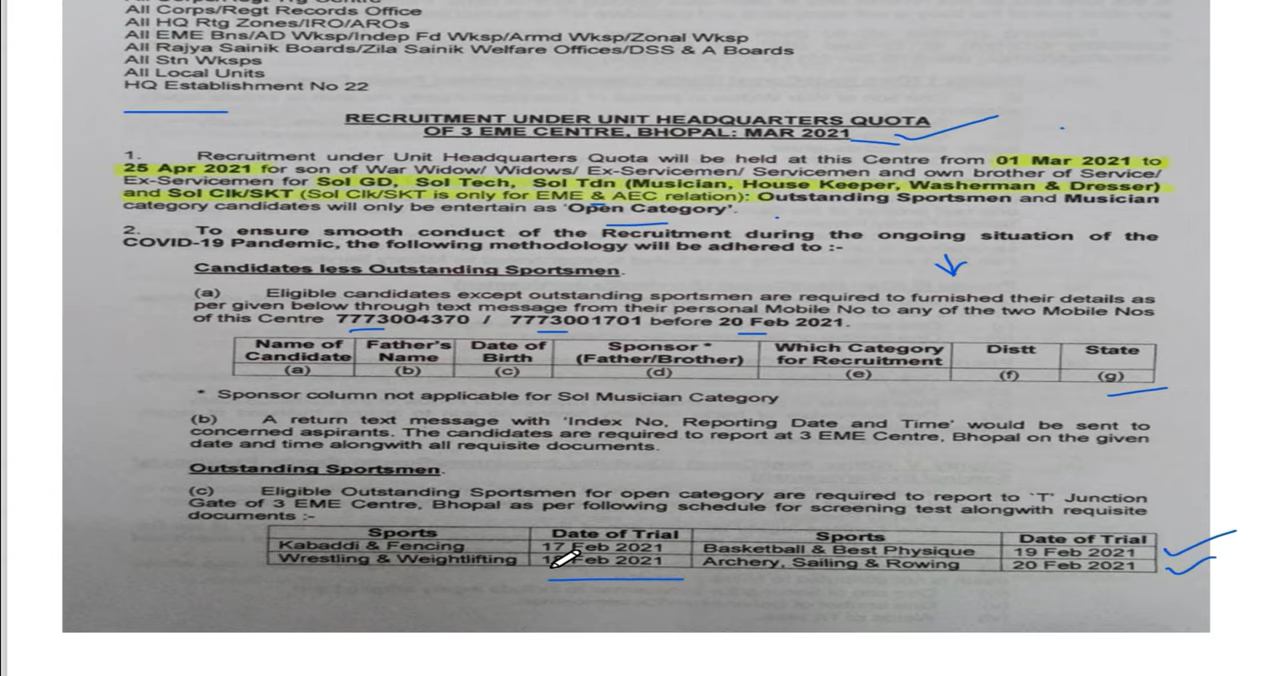 All Corps/Regt Records Office
All HQ Rtg Zones/IRO/AROs
All EME Bns/AD Wksp/Indep Fd Wksp/Armd Wksp/Zonal Wksp
All Rajya Sainik Boards/Zila Sainik Welfare Offices/DSS & A Boards
All Stn Wksps
All Local Units
HQ Establishment No 22
RECRUITMENT UNDER UNIT HEADQUARTERS QUOTA
OF 3 EME CENTRE, BHOPAL: MAR 2021
1. Recruitment under Unit Headquarters Quota will be held at this Centre from 01 Mar 2021 to
25 Apr 2021 for son of War Widow/ Widows/ Ex-Servicemen/ Servicemen and own brother of Service/
Ex-Servicemen for Sol GD, Sol Tech, Sol Tdn (Musician, House Keeper, Washerman & Dresser)
and Sol Clk/SKT (Sol Clk/SKT is only for EME & AEC relation): Outstanding Sportsmen and Musician
category candidates will only be entertain as 'Open Category'.
2. To ensure smooth conduct of the Recruitment during the ongoing situation of the
COVID-19 Pandemic, the following methodology will be adhered to :-
Candidates less Outstanding Sportsmen.
(a) Eligible candidates except outstanding sportsmen are required to furnished their details as
per given below through text message from their personal Mobile No to any of the two Mobile Nos
of this Centre 7773004370 / 7773001701 before 20 Feb 2021.
Name of Candidate Father's Name Date of Birth Sponsor * (Father/Brother) Which Category for Recruitment Distt State
(a) (b) (c) (d) (e) (f) (g)
* Sponsor column not applicable for Sol Musician Category
(b) A return text message with 'Index No, Reporting Date and Time' would be sent to
concerned aspirants. The candidates are required to report at 3 EME Centre, Bhopal on the given
date and time alongwith all requisite documents.
Outstanding Sportsmen.
(c) Eligible Outstanding Sportsmen for open category are required to report to 'T' Junction
Gate of 3 EME Centre, Bhopal as per following schedule for screening test alongwith requisite
documents :-
Sports Date of Trial Sports Date of Trial
Kabaddi & Fencing 17 Feb 2021 Basketball & Best Physique 19 Feb 2021
Wrestling & Weightlifting Feb 2021 Archery, Sailing & Rowing 20 Feb 2021